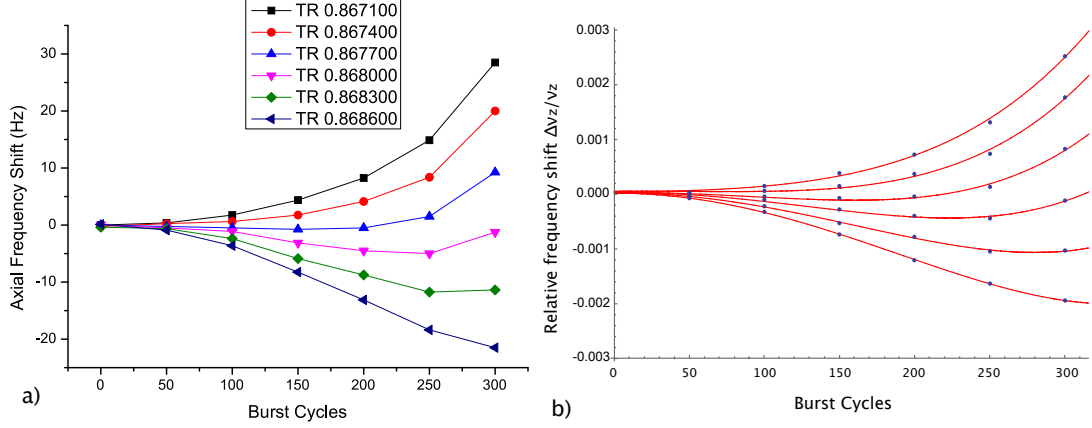 TR 0.867100
TR 0.867400
TR 0.867700
TR 0.868000
TR 0.868300
TR 0.868600
Axial Frequency Shift (Hz)
30
20
10
0
-10
-20
0 50 100 150 200 250 300
Burst Cycles
a)
Relative frequency shift Δνz/νz
0.003
0.002
0.001
0.000
-0.001
-0.002
-0.003
0 50 100 150 200 250 300
Burst Cycles
b)